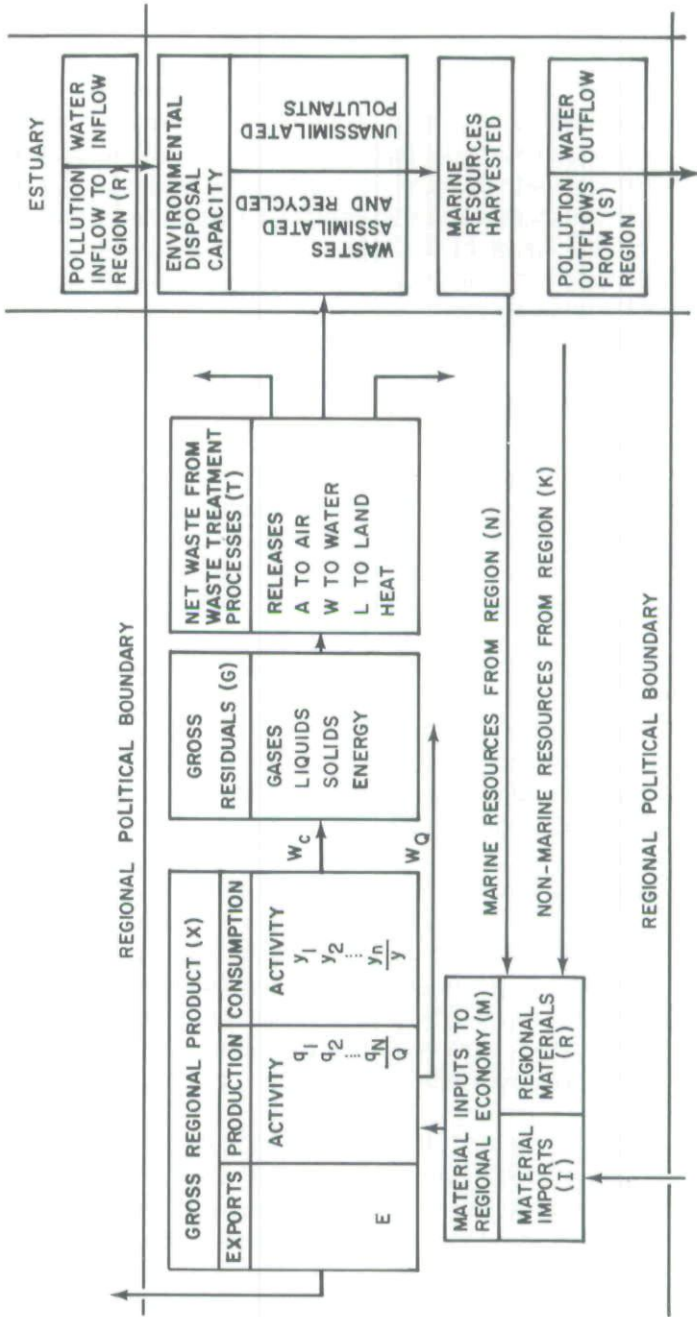 REGIONAL POLITICAL BOUNDARY
ESTUARY
GROSS REGIONAL PRODUCT (X)
EXPORTS
PRODUCTION
CONSUMPTION
E
ACTIVITY
q1
q2
...
qN
Q
ACTIVITY
y1
y2
...
yn
y
WC
WQ
GROSS
RESIDUALS (G)
GASES
LIQUIDS
SOLIDS
ENERGY
NET WASTE FROM
WASTE TREATMENT
PROCESSES (T)
RELEASES
A TO AIR
W TO WATER
L TO LAND
HEAT
POLLUTION
INFLOW TO
REGION (R)
WATER
INFLOW
ENVIRONMENTAL
DISPOSAL
CAPACITY
WASTES
ASSIMILATED
AND RECYCLED
UNASSIMILATED
POLUTANTS
MARINE
RESOURCES
HARVESTED
POLLUTION
OUTFLOWS
FROM (S)
REGION
WATER
OUTFLOW
MATERIAL INPUTS TO
REGIONAL ECONOMY (M)
MATERIAL
IMPORTS
(I)
REGIONAL
MATERIALS
(R)
MARINE RESOURCES FROM REGION (N)
NON-MARINE RESOURCES FROM REGION (K)
REGIONAL POLITICAL BOUNDARY